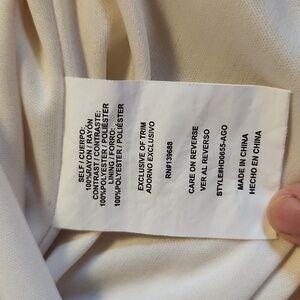 SELF / CUERPO:
100%RAYON / RAYÓN
CONTRAST / CONTRASTE:
100%POLYESTER / POLIÉSTER
LINING / FORRO:
100%POLYESTER / POLIÉSTER
EXCLUSIVE OF TRIM
ADORNO EXCLUSIVO
RN#139688
CARE ON REVERSE
VER AL REVERSO
STYLE#HD0655-AGO
MADE IN CHINA
HECHO EN CHINA